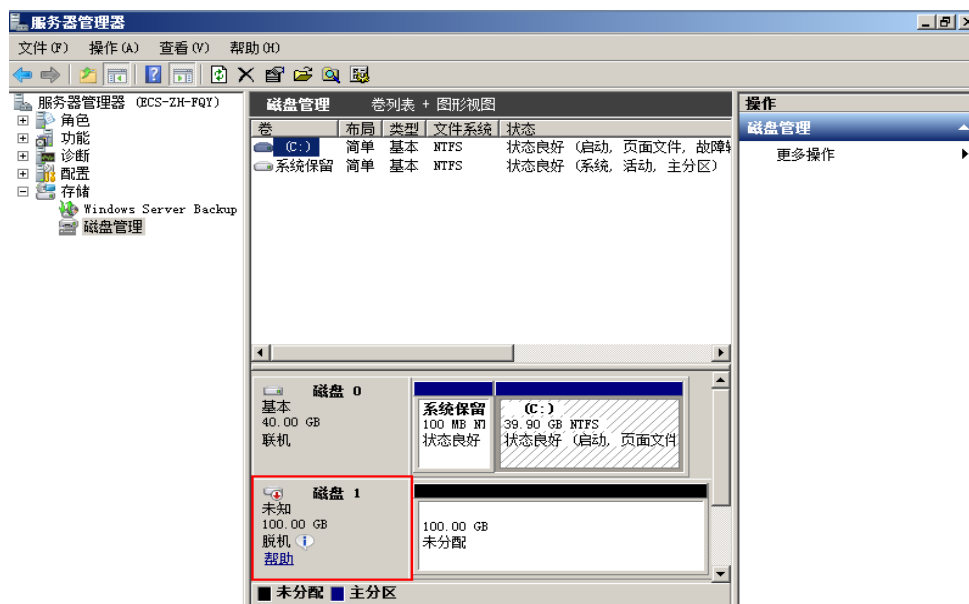 服务器管理器
文件(F) 操作(A) 查看(V) 帮助(H)
服务器管理器 (ECS-ZH-FQY)
角色
功能
诊断
配置
存储
Windows Server Backup
磁盘管理
磁盘管理 卷列表 + 图形视图
卷 布局 类型 文件系统 状态
(C:) 简单 基本 NTFS 状态良好 (启动, 页面文件, 故障
系统保留 简单 基本 NTFS 状态良好 (系统, 活动, 主分区)
磁盘 0
基本
40.00 GB
联机
系统保留
100 MB NT
状态良好
(C:)
39.90 GB NTFS
状态良好 (启动, 页面文件
磁盘 1
未知
100.00 GB
脱机
帮助
100.00 GB
未分配
未分配 主分区
操作
磁盘管理
更多操作